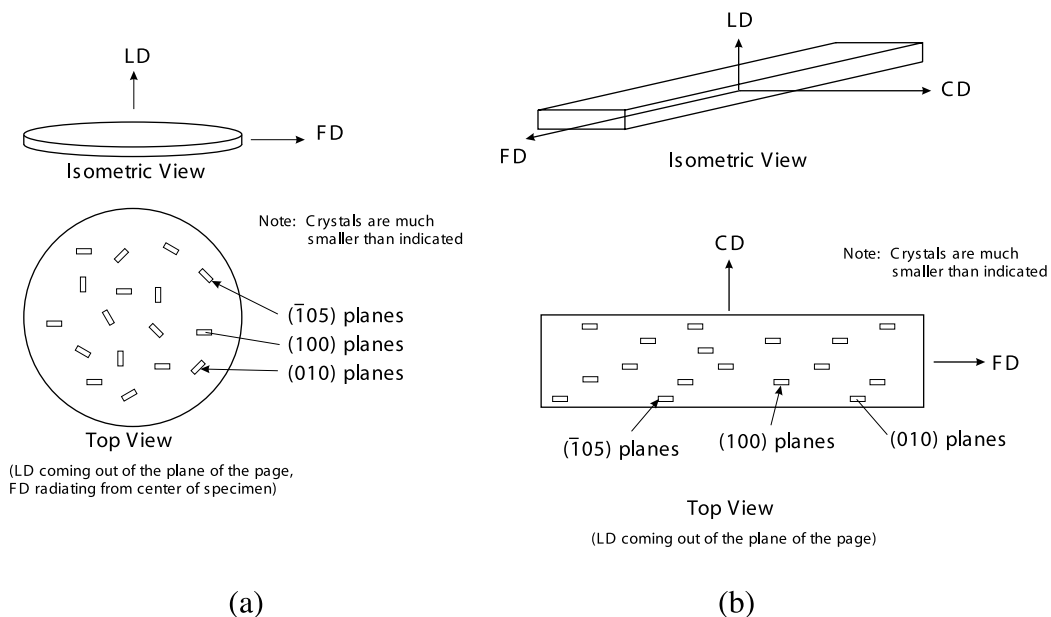 LD
FD
Isometric View
Note: Crystals are much
smaller than indicated
(1̅05) planes
(100) planes
(010) planes
Top View
(LD coming out of the plane of the page,
FD radiating from center of specimen)
(a)
LD
CD
FD
Isometric View
CD
Note: Crystals are much
smaller than indicated
FD
(1̅05) planes
(100) planes
(010) planes
Top View
(LD coming out of the plane of the page)
(b)